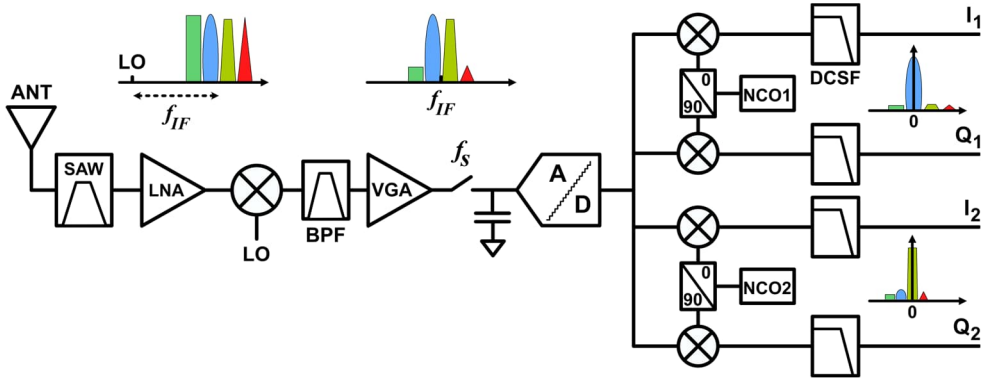 LO
f_IF
f_IF
ANT
SAW
LNA
LO
BPF
VGA
f_s
A
D
0
90
NCO1
DCSF
I_1
0
Q_1
0
90
NCO2
I_2
0
Q_2